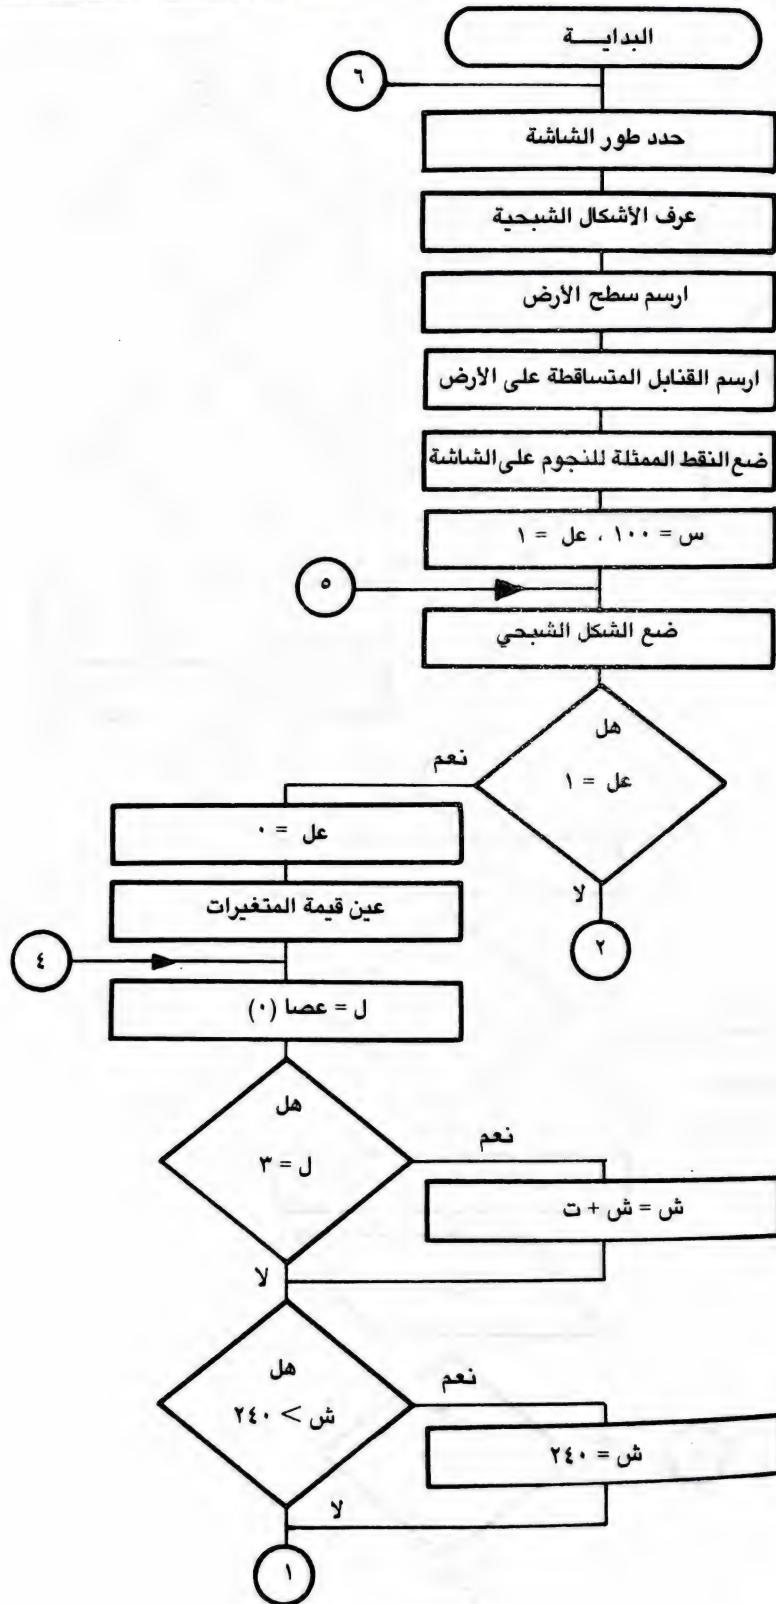 البدايـــة
٦
حدد طور الشاشة
عرف الأشكال الشبحية
ارسم سطح الأرض
ارسم القنابل المتساقطة على الأرض
ضع النقط الممثلة للنجوم على الشاشة
س = ١٠٠ ، عل = ١
٥
ضع الشكل الشبحي
هل
عل = ١
نعم
لا
٢
عل = ٠
عين قيمة المتغيرات
٤
ل = عصا (٠)
هل
ل = ٣
نعم
ش = ش + ت
لا
هل
ش > ٢٤٠
نعم
ش = ٢٤٠
لا
١